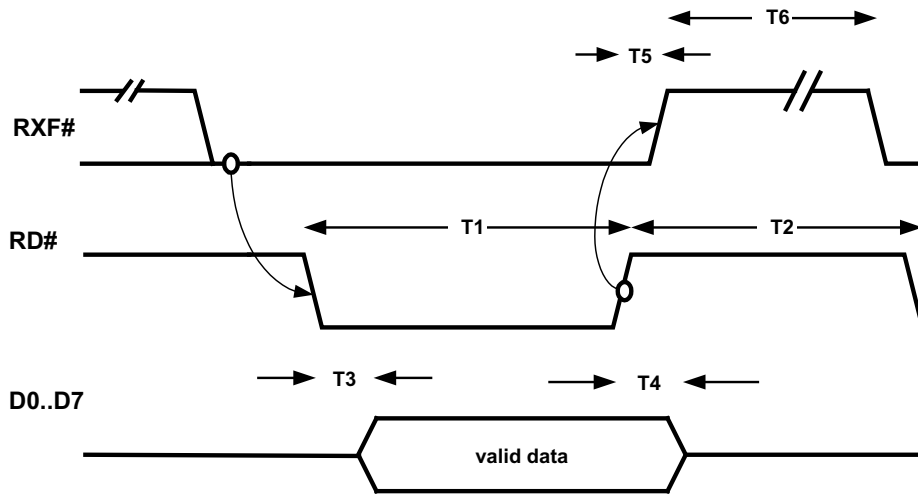 T6
T5
RXF#
T1
T2
RD#
T3
T4
D0..D7
valid data